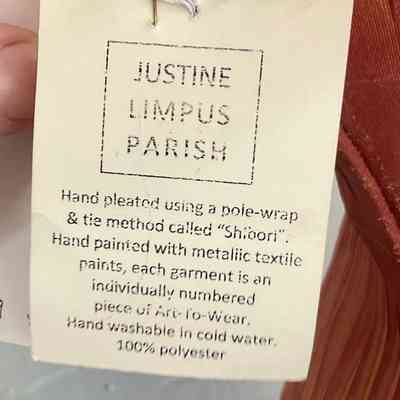 JUSTINE
LIMPUS
PARISH
Hand pleated using a pole-wrap
& tie method called "Shibori".
Hand painted with metallic textile
paints, each garment is an
individually numbered
piece of Art-To-Wear.
Hand washable in cold water.
100% polyester